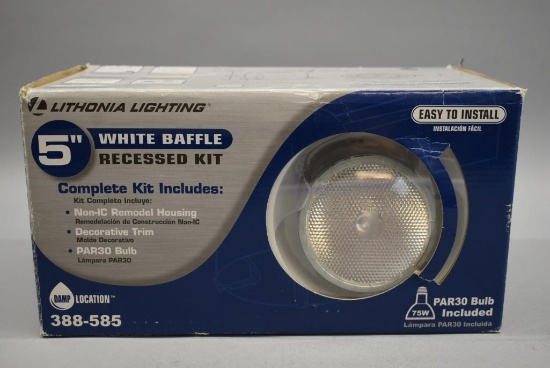 LITHONIA LIGHTING
5" WHITE BAFFLE
RECESSED KIT
Complete Kit Includes:
Kit Completo Incluye:
• Non-IC Remodel Housing
Remodelación de Construcción Non-IC
• Decorative Trim
Molde Decorativo
• PAR30 Bulb
Lámpara PAR30
DAMP LOCATION™
388-585
EASY TO INSTALL
INSTALACIÓN FÁCIL
75W
PAR30 Bulb
Included
Lámpara PAR30 Incluida